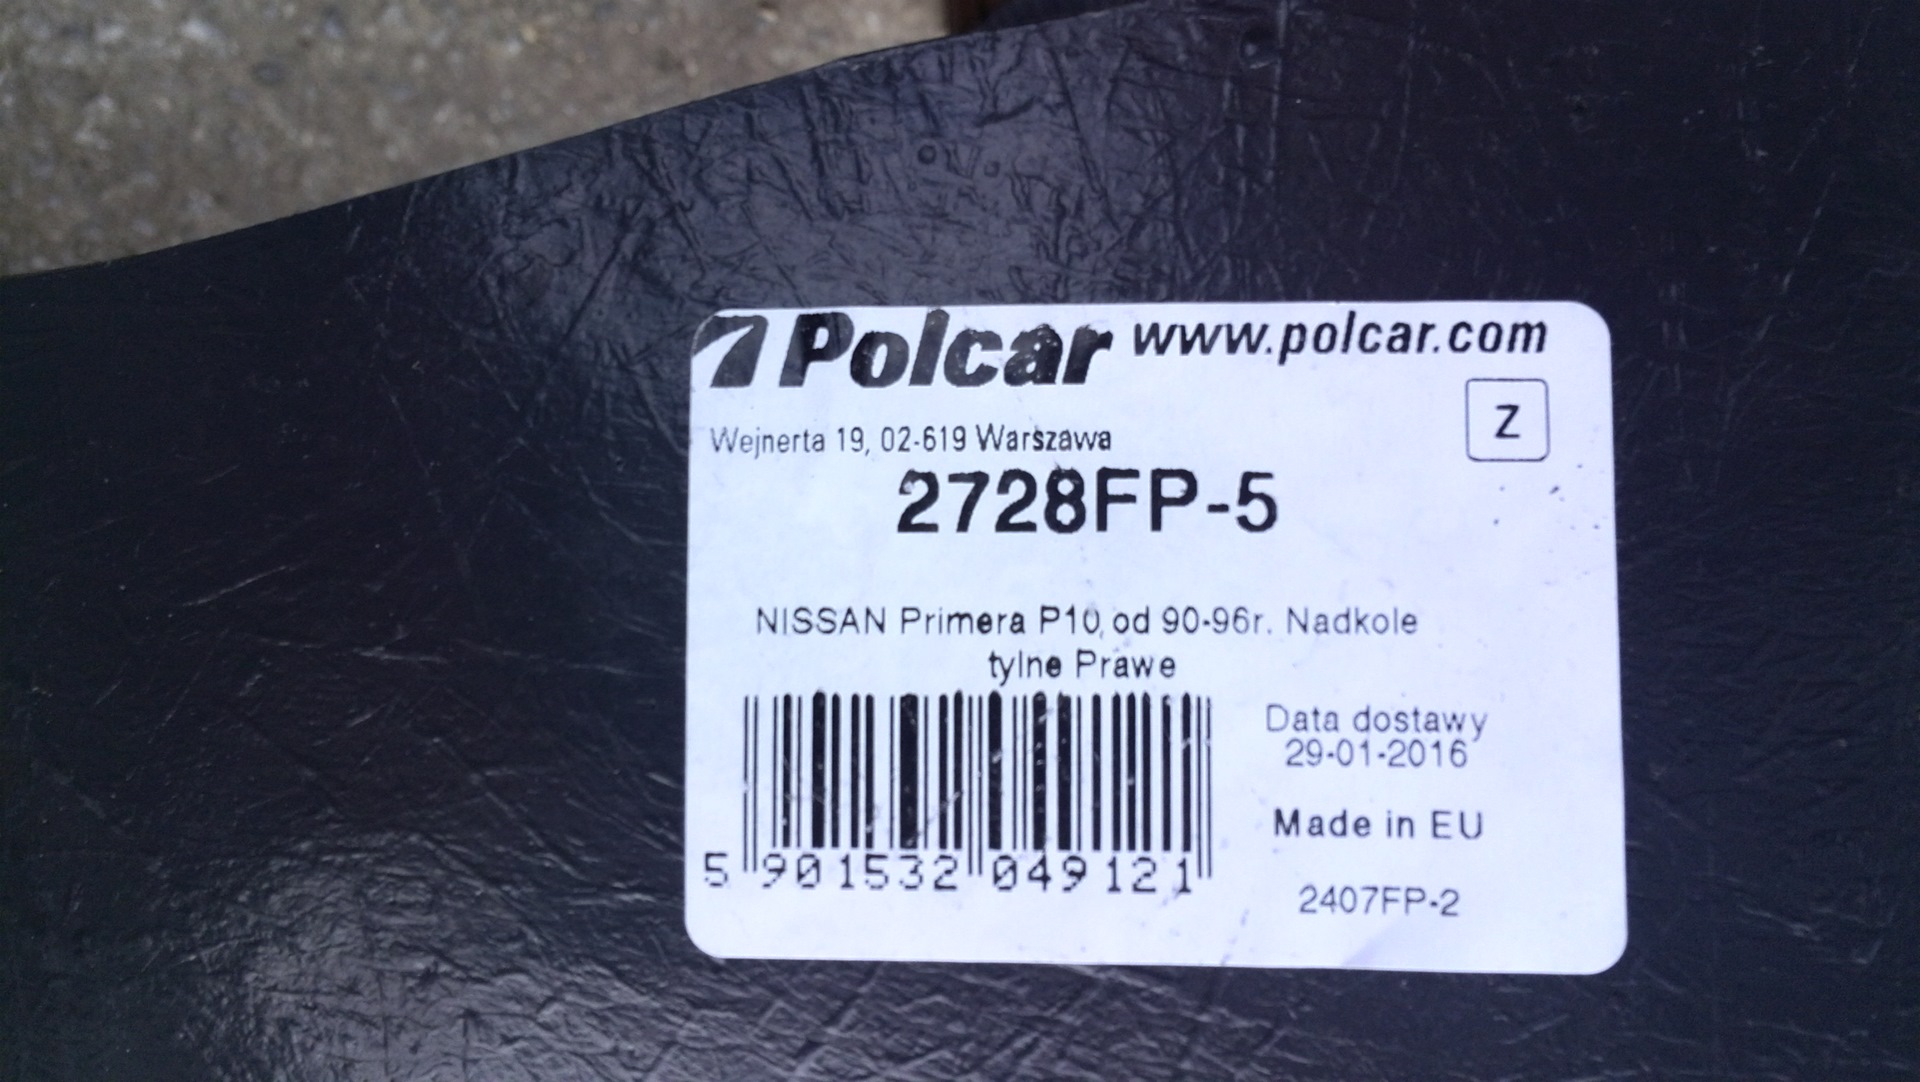 Polcar www.polcar.com
Z
Wejnerta 19, 02-619 Warszawa
2728FP-5
NISSAN Primera P10, od 90-96r. Nadkole
tylne Prawe
Data dostawy
29-01-2016
Made in EU
5 901532 049121
2407FP-2